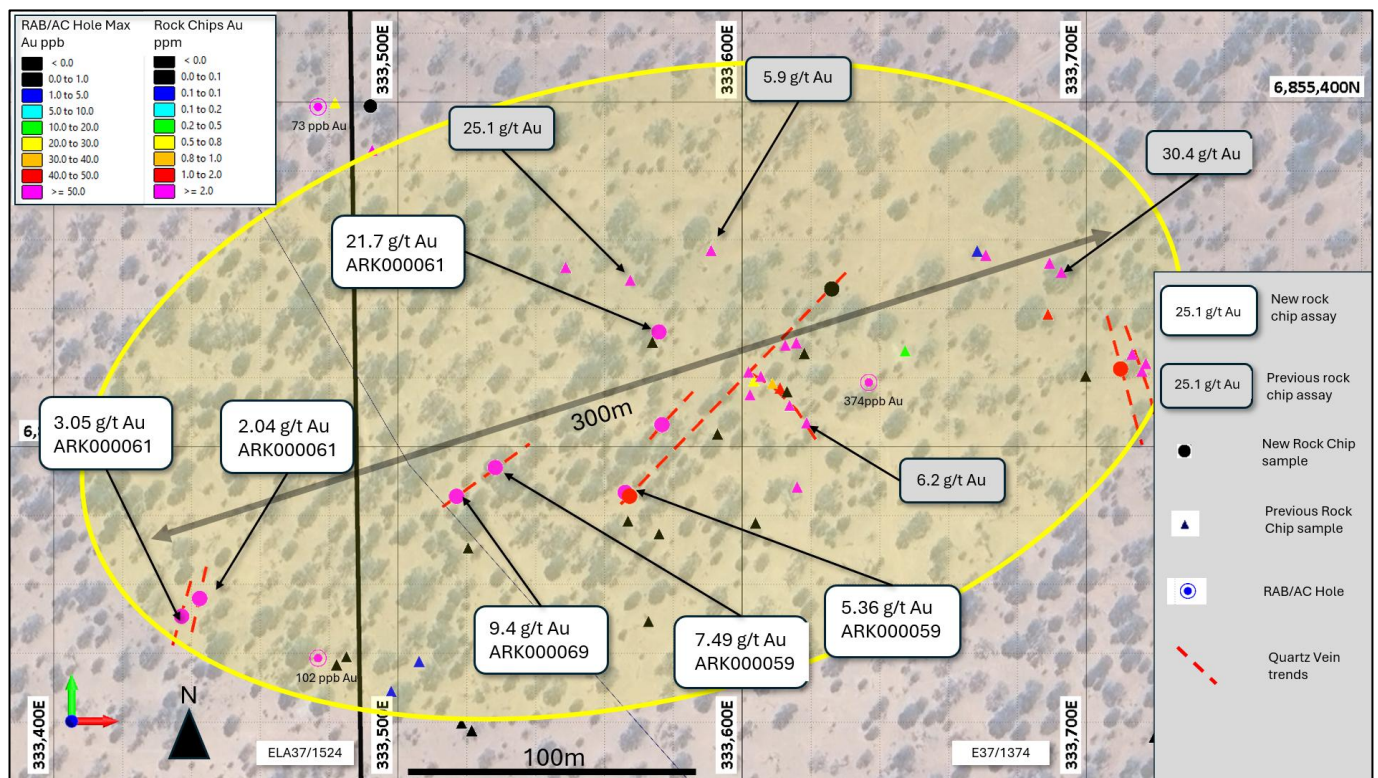 RAB/AC Hole Max
Au ppb
< 0.0
0.0 to 1.0
1.0 to 5.0
5.0 to 10.0
10.0 to 20.0
20.0 to 30.0
30.0 to 40.0
40.0 to 50.0
>= 50.0
Rock Chips Au
ppm
< 0.0
0.0 to 0.1
0.1 to 0.1
0.1 to 0.2
0.2 to 0.5
0.5 to 0.8
0.8 to 1.0
1.0 to 2.0
>= 2.0
333,500E
333,600E
333,700E
6,855,400N
73 ppb Au
25.1 g/t Au
5.9 g/t Au
30.4 g/t Au
21.7 g/t Au
ARK000061
300m
374ppb Au
3.05 g/t Au
ARK000061
2.04 g/t Au
ARK000061
6.2 g/t Au
9.4 g/t Au
ARK000069
7.49 g/t Au
ARK000059
5.36 g/t Au
ARK000059
102 ppb Au
25.1 g/t Au
New rock
chip assay
25.1 g/t Au
Previous rock
chip assay
New Rock Chip
sample
Previous Rock
Chip sample
RAB/AC Hole
Quartz Vein
trends
333,400E
N
ELA37/1524
333,500E
100m
333,600E
E37/1374
333,700E